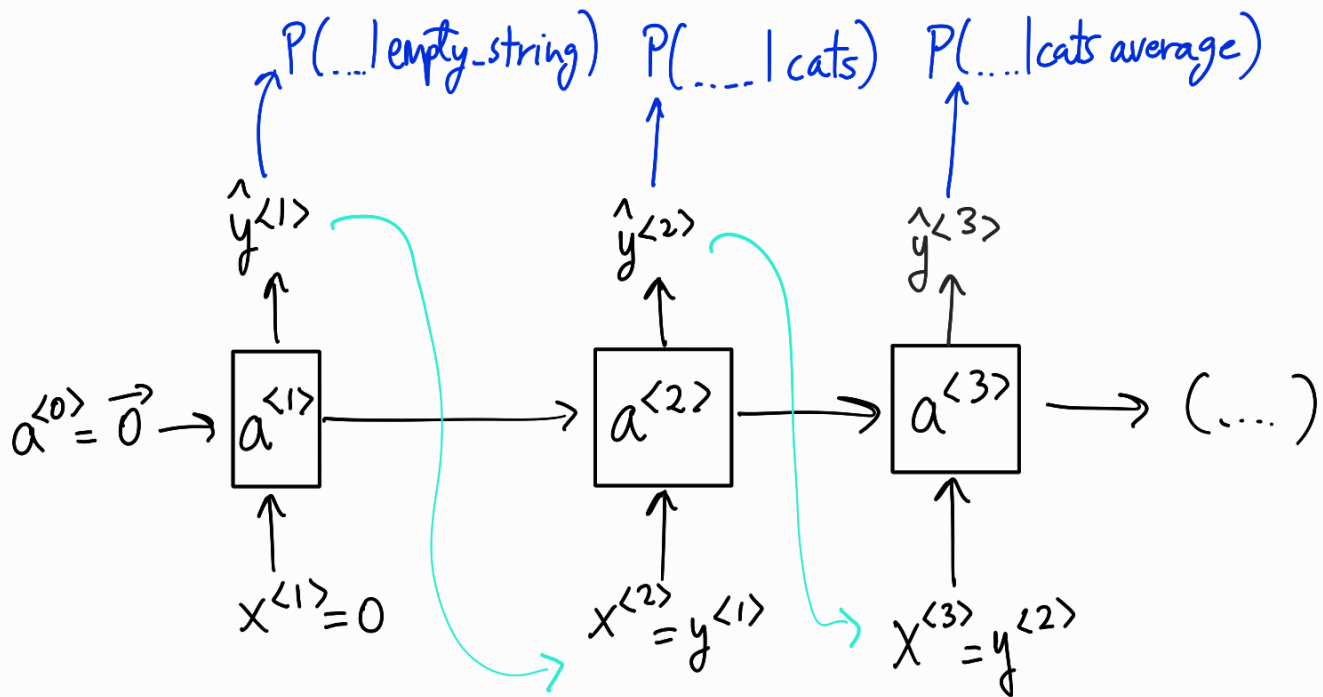 P(....|empty_string) P(.....|cats) P(....|cats average)
ŷ<1> ŷ<2> ŷ<3>
a<0> = 0⃗ → a<1> → a<2> → a<3> → (....)
x<1> = 0 x<2> = y<1> x<3> = y<2>